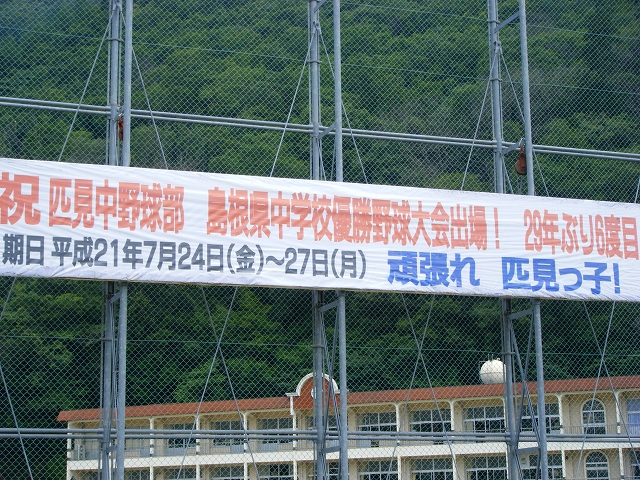 祝 匹見中野球部 島根県中学校優勝野球大会出場! 29年ぶり6度目
期日 平成21年7月24日(金)~27日(月) 頑張れ 匹見っ子!